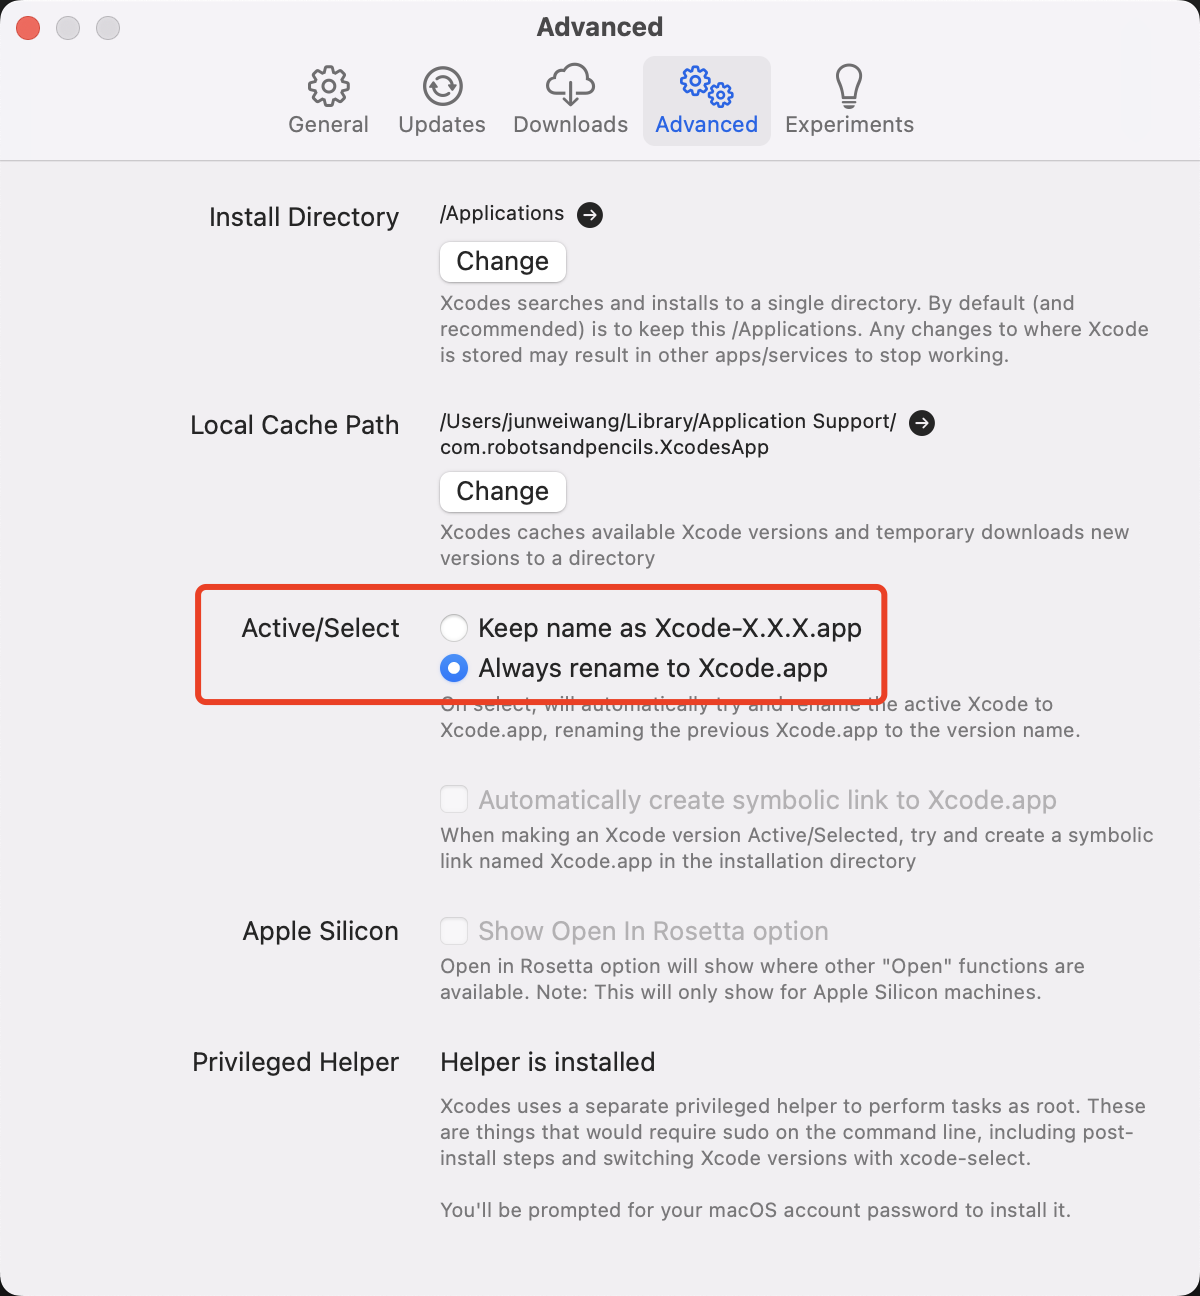 Advanced
General Updates Downloads Advanced Experiments
Install Directory /Applications
Change
Xcodes searches and installs to a single directory. By default (and
recommended) is to keep this /Applications. Any changes to where Xcode
is stored may result in other apps/services to stop working.
Local Cache Path /Users/junweiwang/Library/Application Support/
com.robotsandpencils.XcodesApp
Change
Xcodes caches available Xcode versions and temporary downloads new
versions to a directory
Active/Select Keep name as Xcode-X.X.X.app
Always rename to Xcode.app
On select, will automatically try and rename the active Xcode to
Xcode.app, renaming the previous Xcode.app to the version name.
Automatically create symbolic link to Xcode.app
When making an Xcode version Active/Selected, try and create a symbolic
link named Xcode.app in the installation directory
Apple Silicon Show Open In Rosetta option
Open in Rosetta option will show where other "Open" functions are
available. Note: This will only show for Apple Silicon machines.
Privileged Helper Helper is installed
Xcodes uses a separate privileged helper to perform tasks as root. These
are things that would require sudo on the command line, including post-
install steps and switching Xcode versions with xcode-select.
You'll be prompted for your macOS account password to install it.